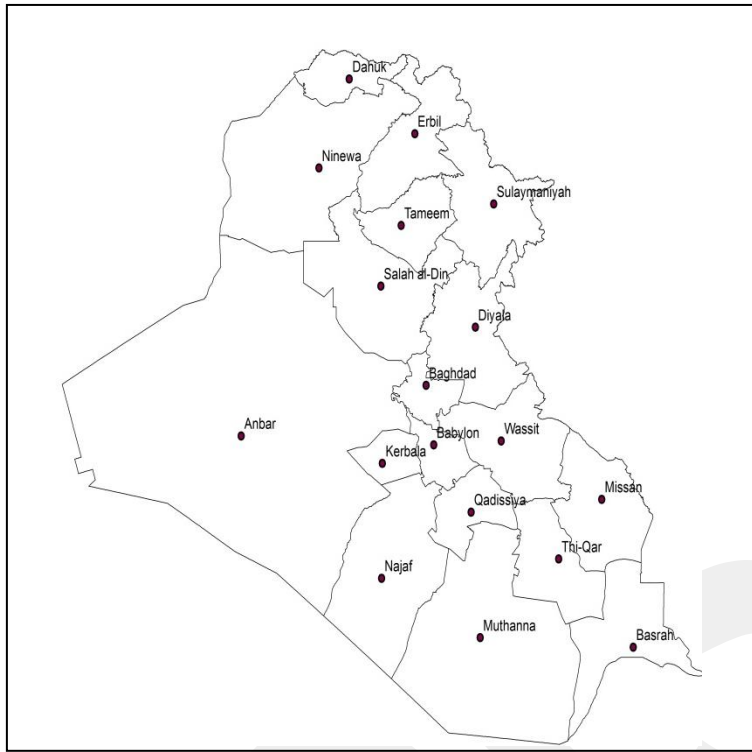 Dahuk
Erbil
Ninewa
Sulaymaniyah
Tameem
Salah al-Din
Diyala
Baghdad
Anbar
Babylon
Wassit
Kerbala
Missan
Qadissiya
Thi-Qar
Najaf
Muthanna
Basrah